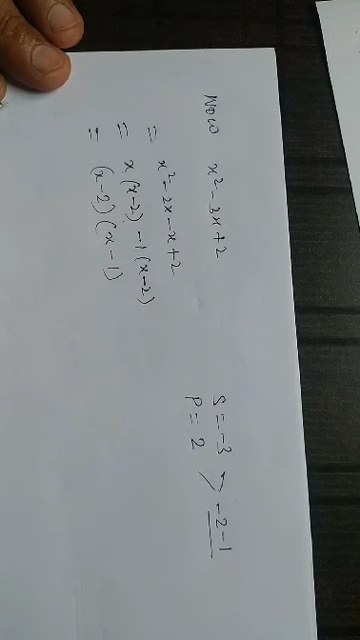 Now x² - 3x + 2
= x² - 2x - x + 2
= x(x-2) - 1(x-2)
= (x-2)(x-1)
S = -3
P = 2 > -2 -1